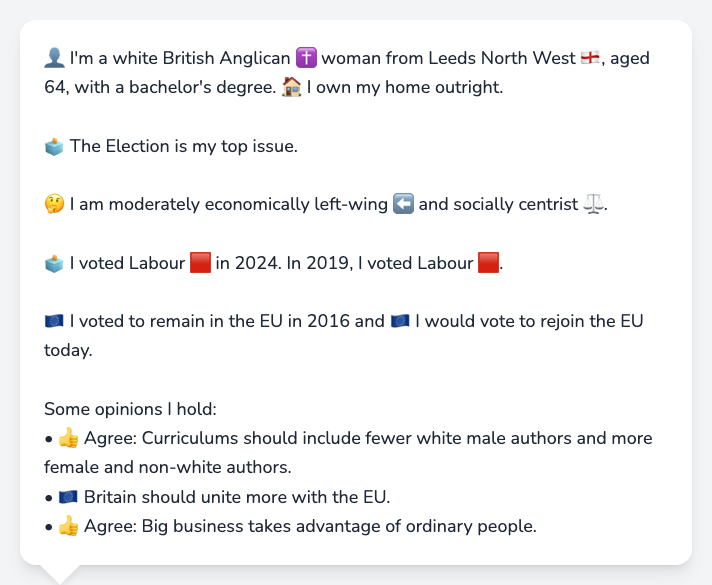 👤 I'm a white British Anglican ✝️ woman from Leeds North West 🏴󠁧󠁢󠁥󠁮󠁧󠁿, aged
64, with a bachelor's degree. 🏠 I own my home outright.
🗳️ The Election is my top issue.
🤔 I am moderately economically left-wing ⬅️ and socially centrist ⚖️.
🗳️ I voted Labour 🟥 in 2024. In 2019, I voted Labour 🟥.
🇪🇺 I voted to remain in the EU in 2016 and 🇪🇺 I would vote to rejoin the EU
today.
Some opinions I hold:
• 👍 Agree: Curriculums should include fewer white male authors and more
female and non-white authors.
• 🇪🇺 Britain should unite more with the EU.
• 👍 Agree: Big business takes advantage of ordinary people.